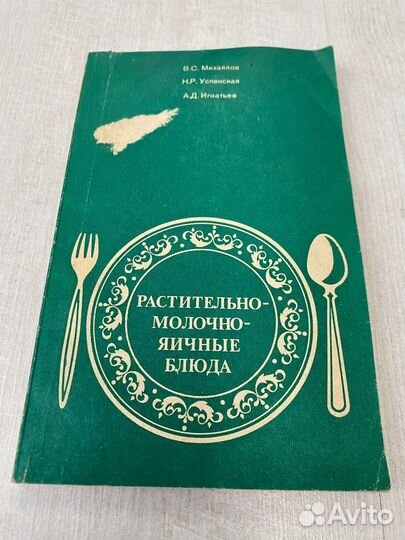 В.С. Михайлов
Н.Р. Успенская
А.Д. Игнатьев
РАСТИТЕЛЬНО-
МОЛОЧНО-
ЯИЧНЫЕ
БЛЮДА
Avito